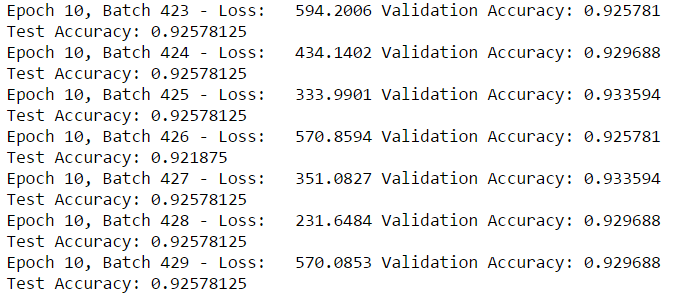 Epoch 10, Batch 423 - Loss:   594.2006 Validation Accuracy: 0.925781
Test Accuracy: 0.92578125
Epoch 10, Batch 424 - Loss:   434.1402 Validation Accuracy: 0.929688
Test Accuracy: 0.92578125
Epoch 10, Batch 425 - Loss:   333.9901 Validation Accuracy: 0.933594
Test Accuracy: 0.92578125
Epoch 10, Batch 426 - Loss:   570.8594 Validation Accuracy: 0.925781
Test Accuracy: 0.921875
Epoch 10, Batch 427 - Loss:   351.0827 Validation Accuracy: 0.933594
Test Accuracy: 0.92578125
Epoch 10, Batch 428 - Loss:   231.6484 Validation Accuracy: 0.929688
Test Accuracy: 0.92578125
Epoch 10, Batch 429 - Loss:   570.0853 Validation Accuracy: 0.929688
Test Accuracy: 0.92578125